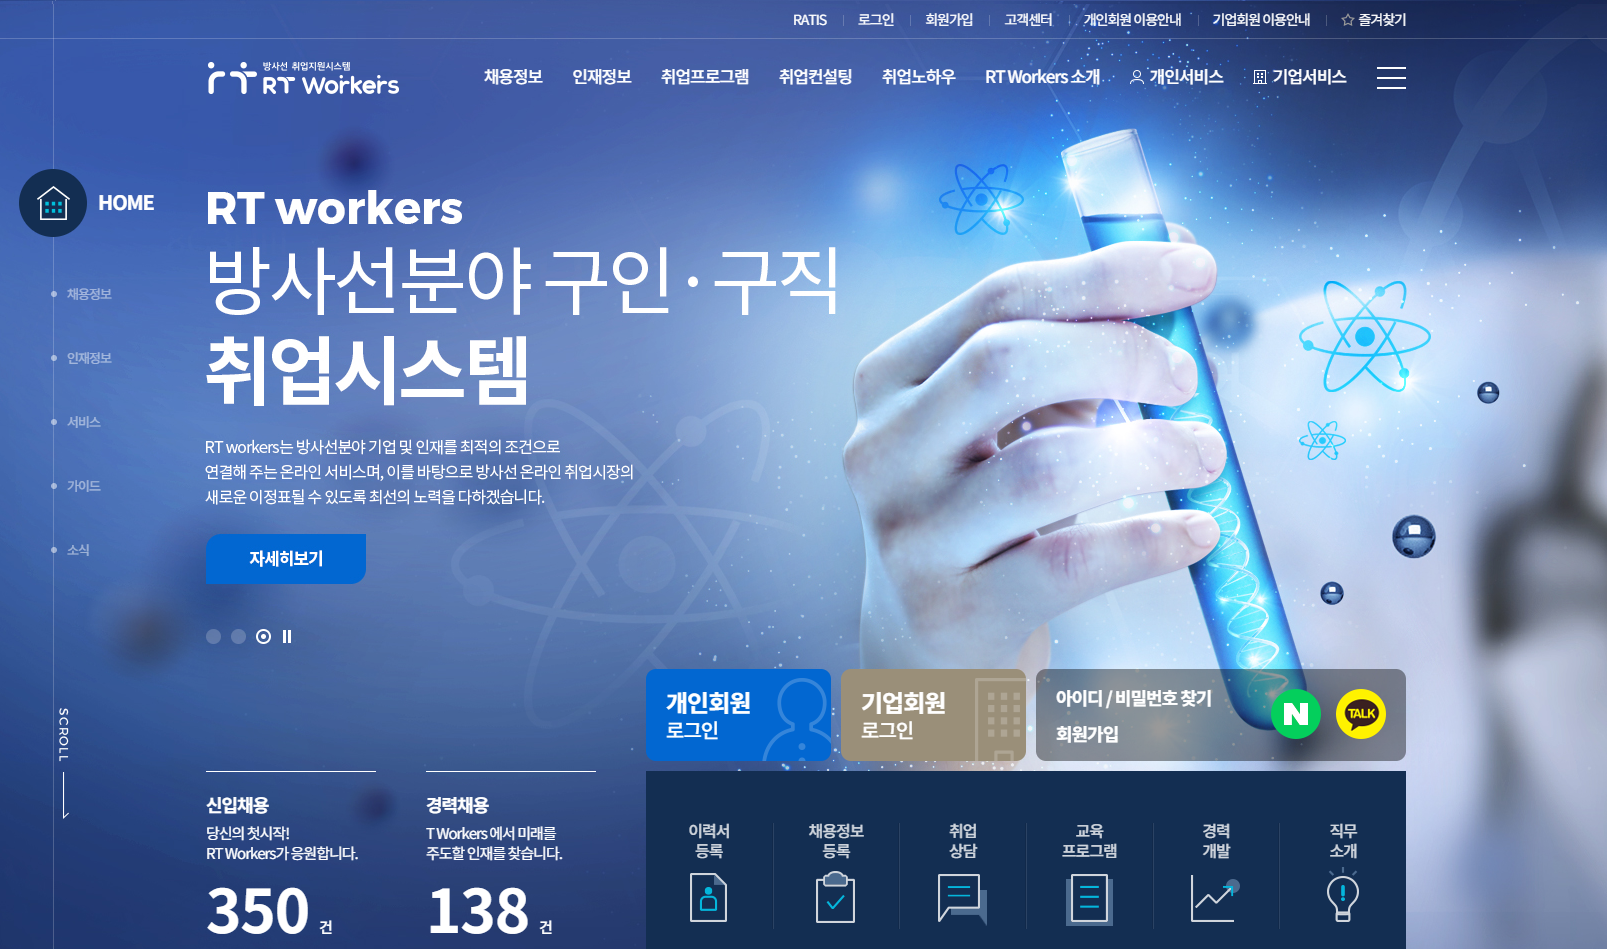 RATIS
로그인
회원가입
고객센터
개인회원 이용안내
기업회원 이용안내
즐겨찾기
방사선 취업지원시스템
RT Workers
채용정보
인재정보
취업프로그램
취업컨설팅
취업노하우
RT Workers 소개
개인서비스
기업서비스
HOME
채용정보
인재정보
서비스
가이드
소식
SCROLL
RT workers
방사선분야 구인 · 구직
취업시스템
RT workers는 방사선분야 기업 및 인재를 최적의 조건으로
연결해 주는 온라인 서비스며, 이를 바탕으로 방사선 온라인 취업시장의
새로운 이정표될 수 있도록 최선의 노력을 다하겠습니다.
자세히보기
개인회원
로그인
기업회원
로그인
아이디 / 비밀번호 찾기
회원가입
N
TALK
신입채용
당신의 첫시작!
RT Workers가 응원합니다.
350 건
경력채용
T Workers 에서 미래를
주도할 인재를 찾습니다.
138 건
이력서
등록
채용정보
등록
취업
상담
교육
프로그램
경력
개발
직무
소개